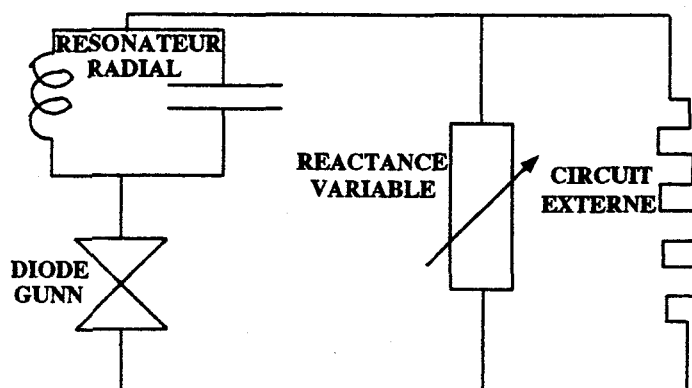 RESONATEUR
RADIAL
REACTANCE
VARIABLE
CIRCUIT
EXTERNE
DIODE
GUNN